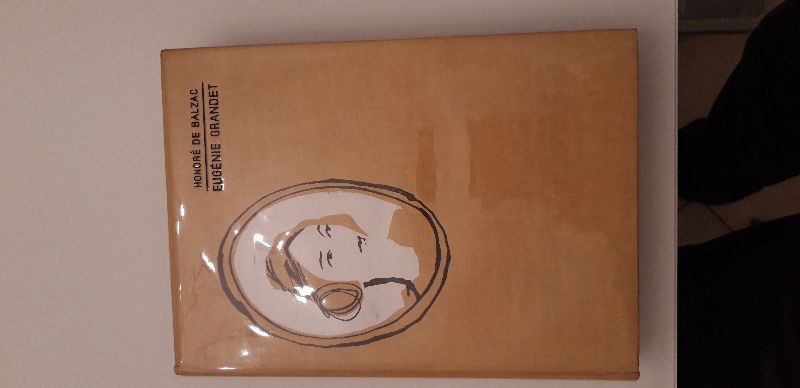 HONORÉ DE BALZAC
EUGÉNIE GRANDET